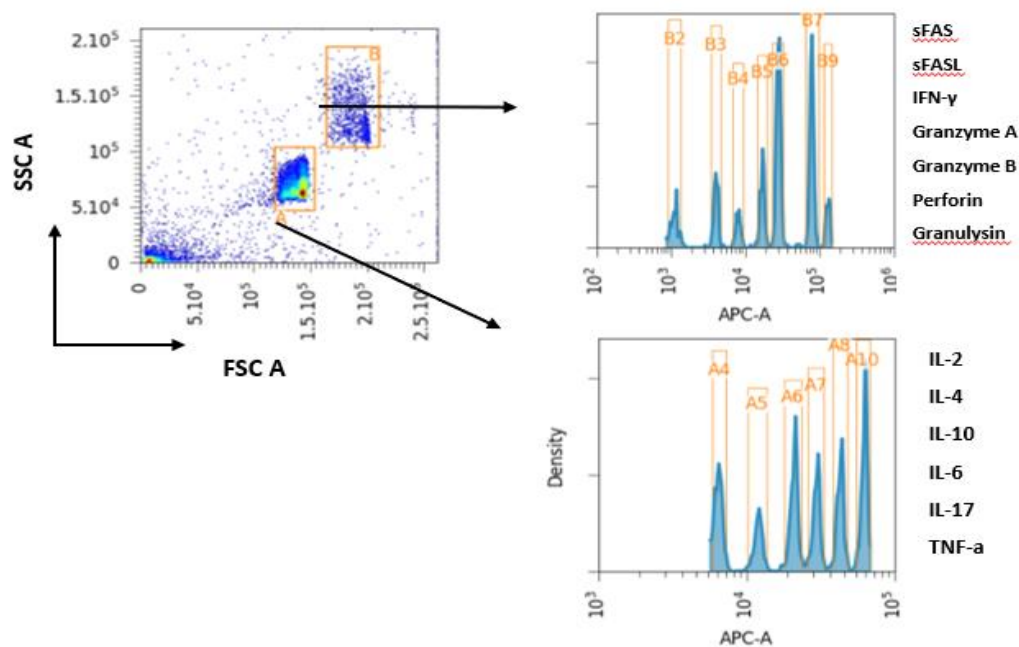 2.10⁵
1.5.10⁵
10⁵
5.10⁴
0
SSC A
A
B
0
5.10⁴
10⁵
1.5.10⁵
2.10⁵
2.5.10⁵
FSC A
B2
B3
B4
B5
B6
B7
B9
10²
10³
10⁴
10⁵
10⁶
APC-A
sFAS
sFASL
IFN-γ
Granzyme A
Granzyme B
Perforin
Granulysin
Density
A4
A5
A6
A7
A8
A10
10³
10⁴
10⁵
APC-A
IL-2
IL-4
IL-10
IL-6
IL-17
TNF-a